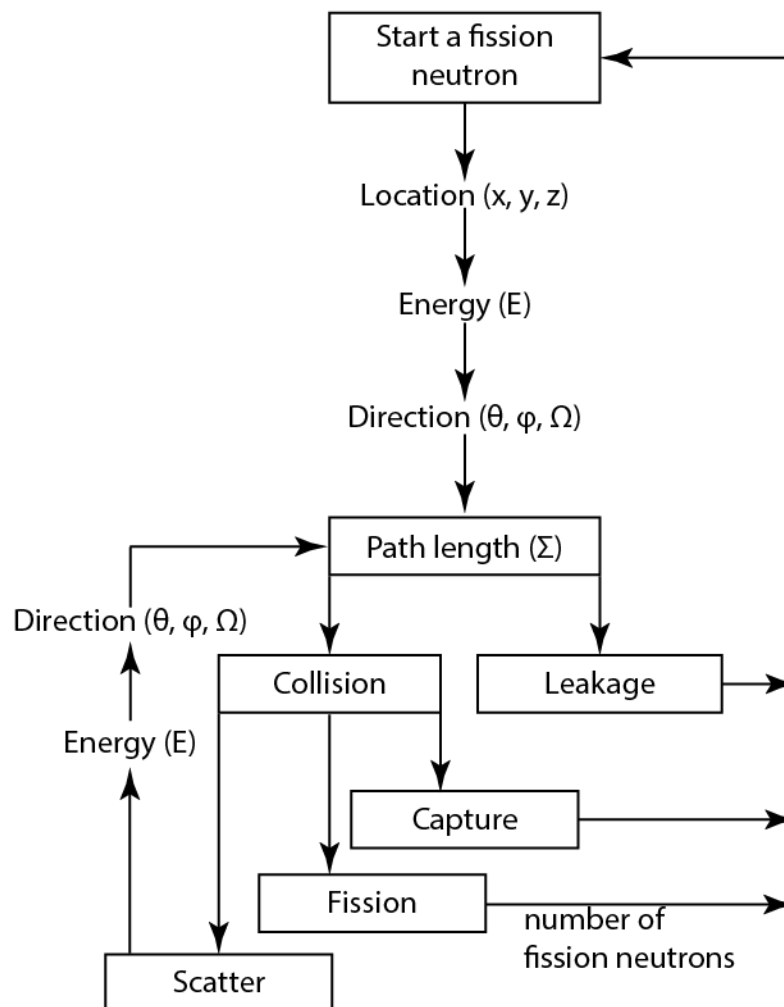 Start a fission
neutron
Location (x, y, z)
Energy (E)
Direction (θ, φ, Ω)
Path length (Σ)
Direction (θ, φ, Ω)
Collision
Leakage
Energy (E)
Capture
Fission
number of
fission neutrons
Scatter